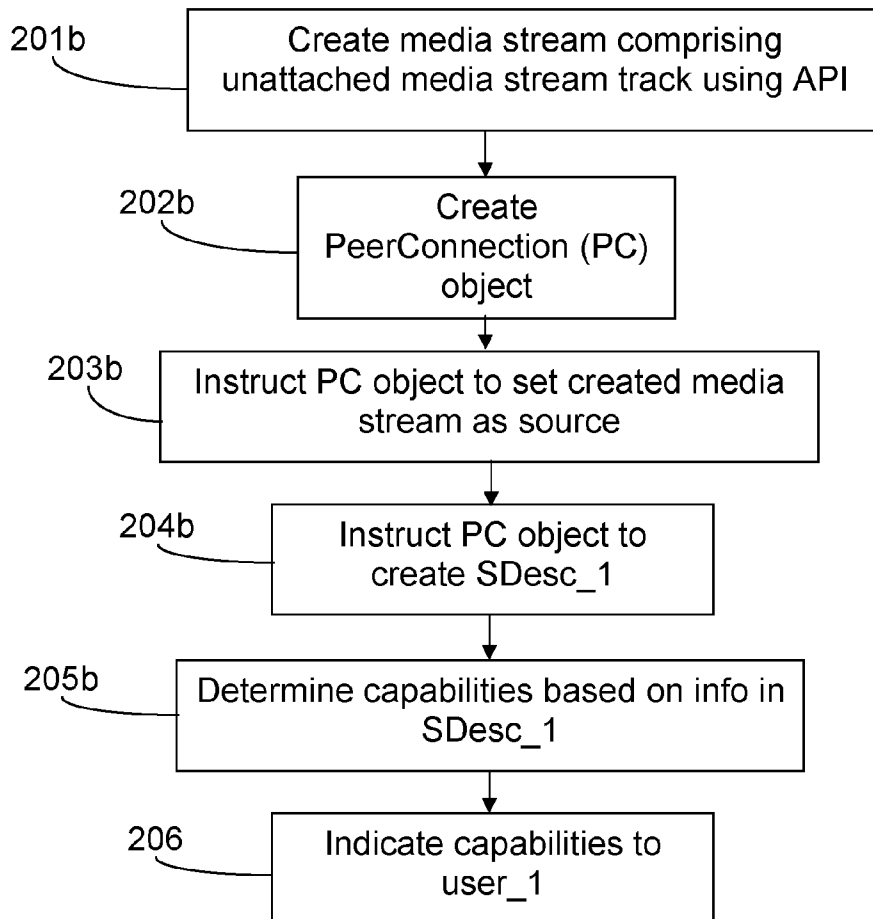 201b
Create media stream comprising
unattached media stream track using API
202b
Create
PeerConnection (PC)
object
203b
Instruct PC object to set created media
stream as source
204b
Instruct PC object to
create SDesc_1
205b
Determine capabilities based on info in
SDesc_1
206
Indicate capabilities to
user_1